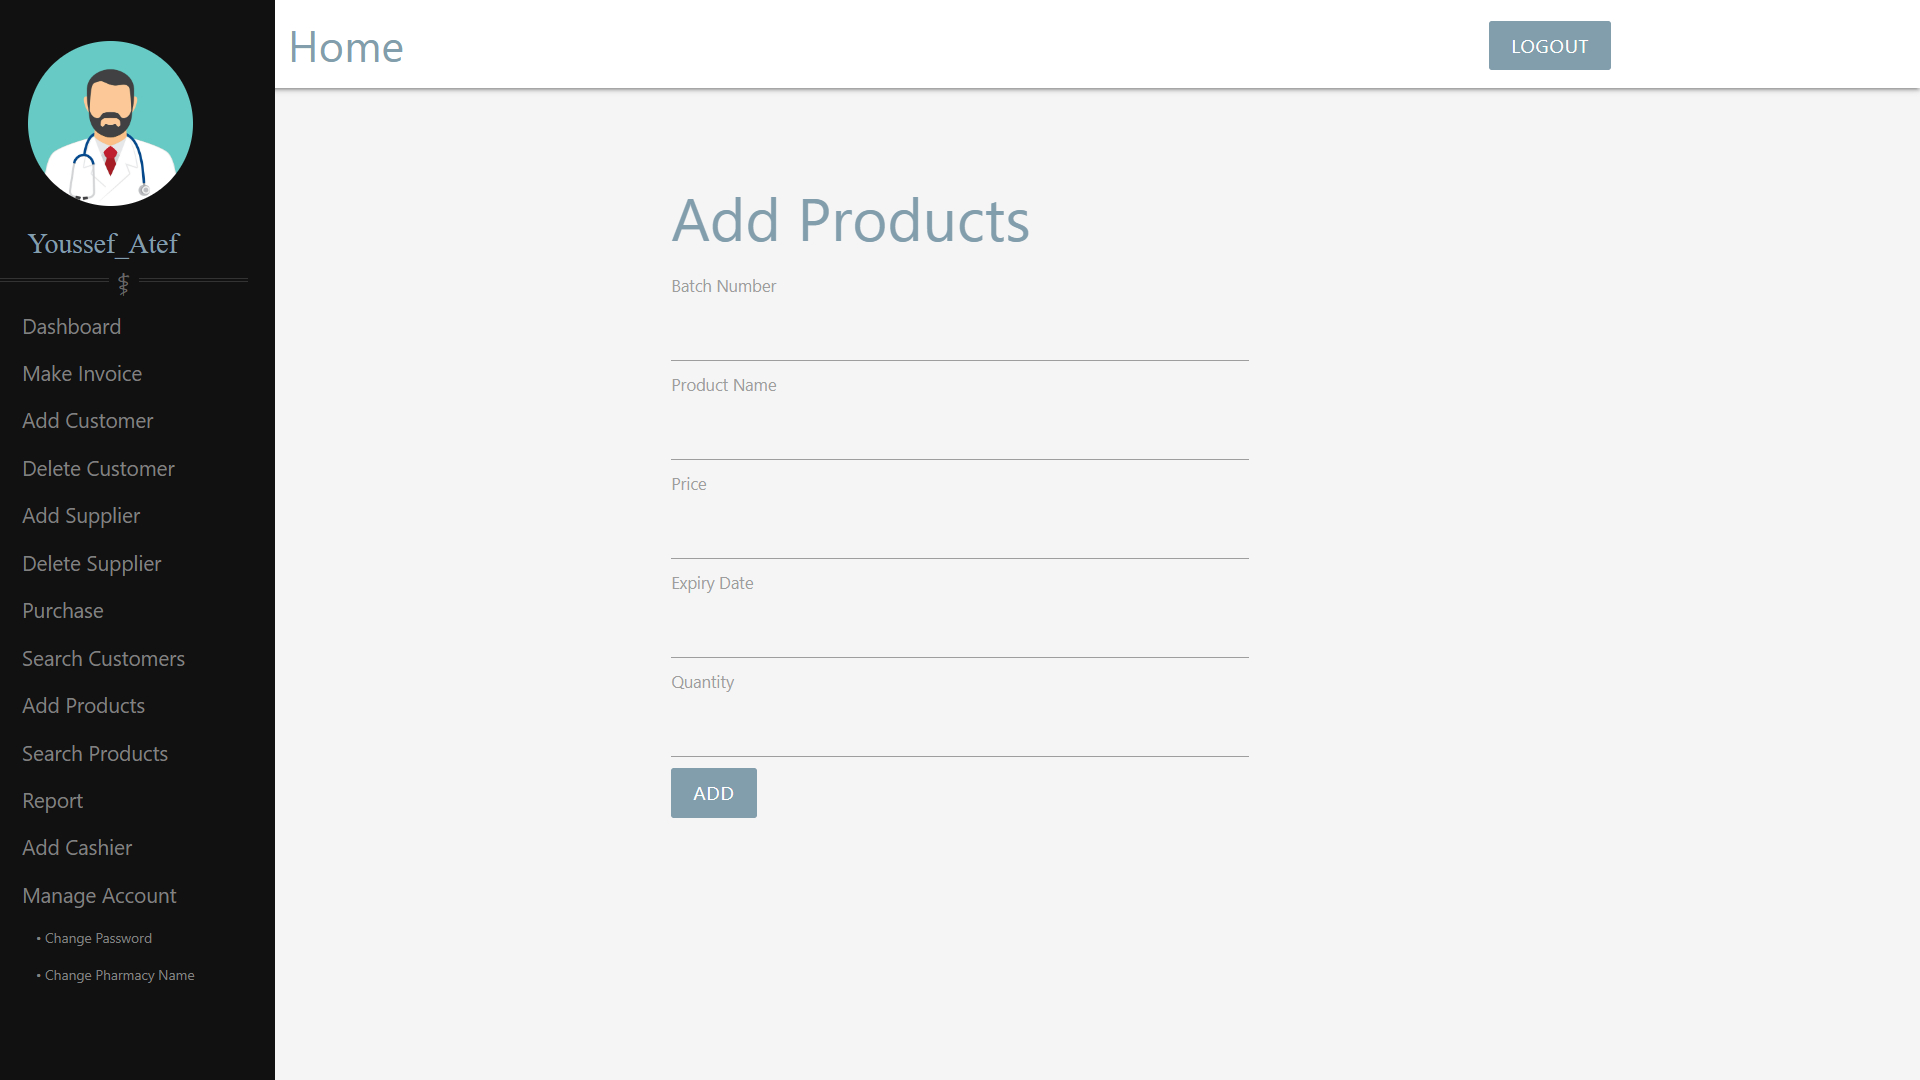 Home
LOGOUT
Youssef_Atef
Dashboard
Make Invoice
Add Customer
Delete Customer
Add Supplier
Delete Supplier
Purchase
Search Customers
Add Products
Search Products
Report
Add Cashier
Manage Account
• Change Password
• Change Pharmacy Name
Add Products
Batch Number
Product Name
Price
Expiry Date
Quantity
ADD